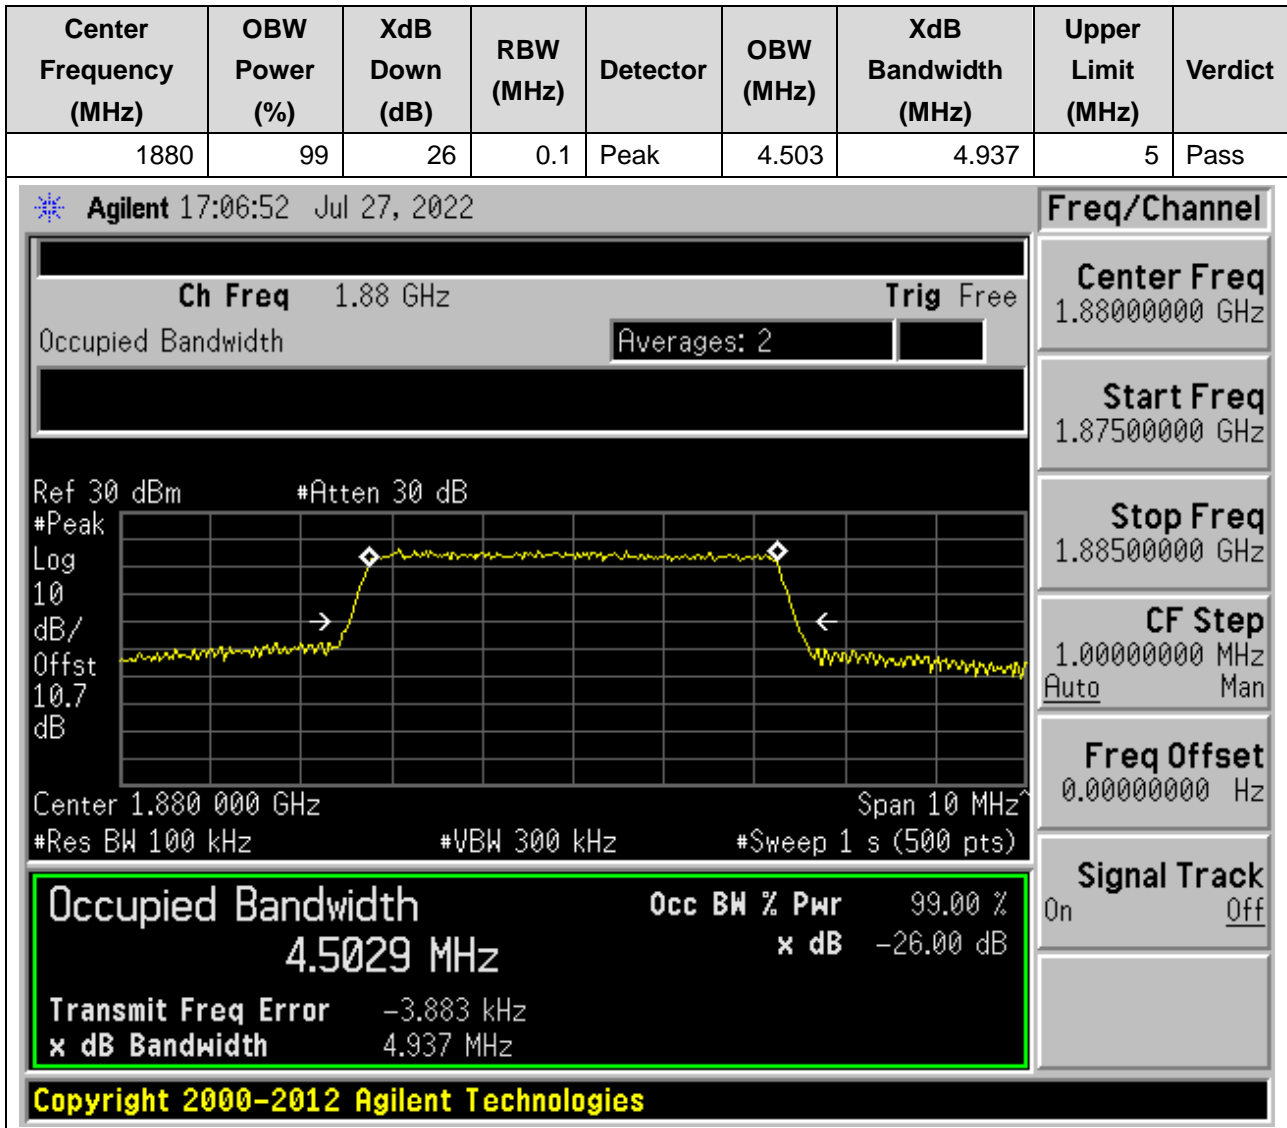 Center Frequency (MHz) OBW Power (%) XdB Down (dB) RBW (MHz) Detector OBW (MHz) XdB Bandwidth (MHz) Upper Limit (MHz) Verdict
1880 99 26 0.1 Peak 4.503 4.937 5 Pass
Agilent 17:06:52 Jul 27, 2022
Freq/Channel
Ch Freq 1.88 GHz Trig Free
Occupied Bandwidth Averages: 2
Center Freq
1.88000000 GHz
Start Freq
1.87500000 GHz
Stop Freq
1.88500000 GHz
CF Step
1.00000000 MHz
Auto Man
Freq Offset
0.00000000 Hz
Signal Track
On Off
Ref 30 dBm #Atten 30 dB
#Peak
Log
10
dB/
Offst
10.7
dB
Center 1.880 000 GHz Span 10 MHz^
#Res BW 100 kHz #VBW 300 kHz #Sweep 1 s (500 pts)
Occupied Bandwidth Occ BW % Pwr 99.00 %
4.5029 MHz x dB -26.00 dB
Transmit Freq Error -3.883 kHz
x dB Bandwidth 4.937 MHz
Copyright 2000-2012 Agilent Technologies